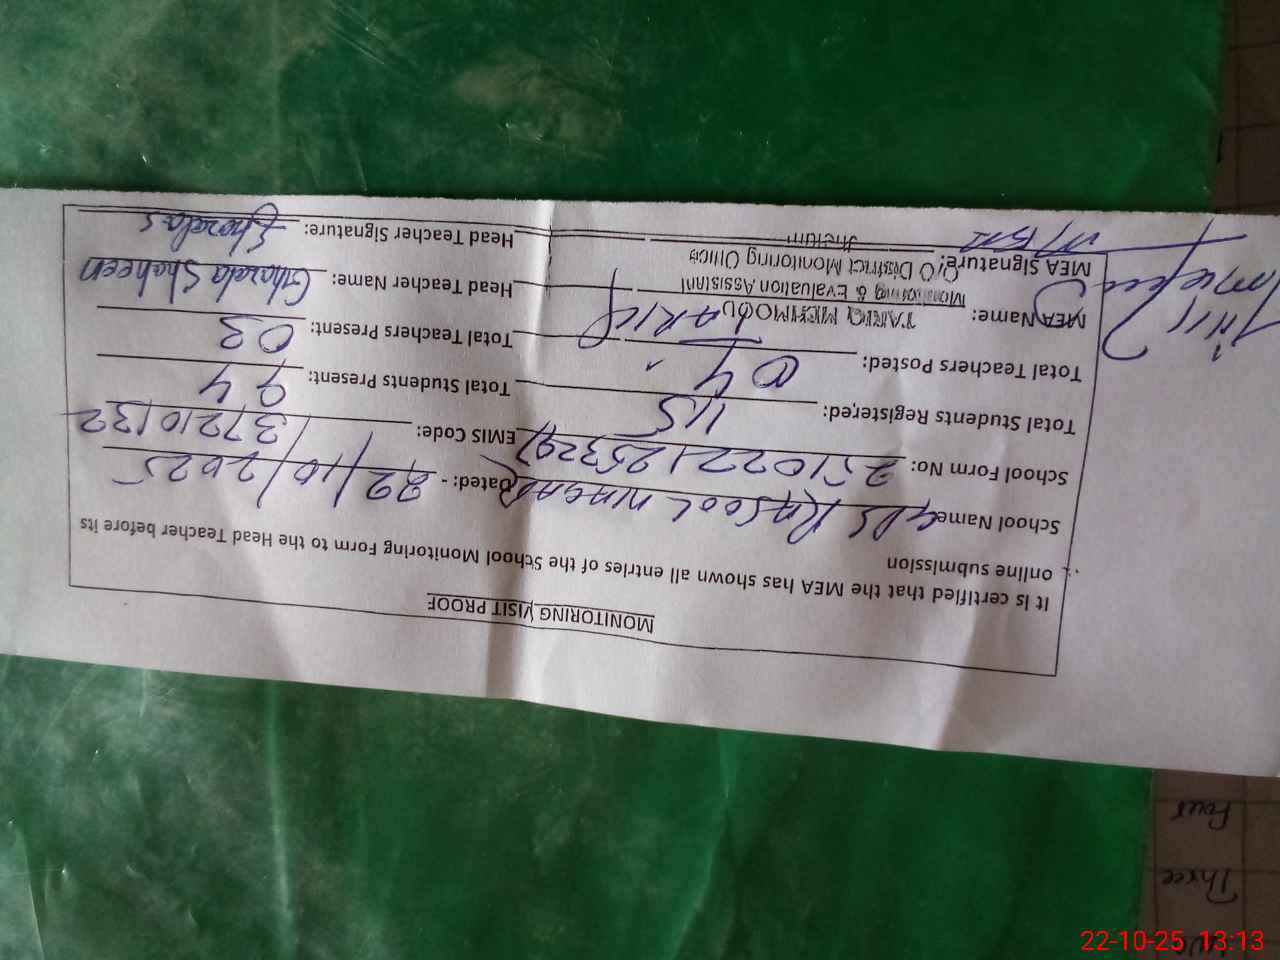 MONITORING VISIT PROOF
It is certified that the MEA has shown all entries of the School Monitoring Form to the Head Teacher before its
online submission
School Name GPS RASOOL NAGAR Dated: - 22/10/2025
School Form No: EMIS Code: 37210132
Total Students Registered: 115 Total Students Present: 94
Total Teachers Posted: 04 Total Teachers Present: 03
MEA Name: TARIQ Head Teacher Name: Ghazala Shaheen
TARIQ MEHMOOD
Monitoring & Evaluation Assistant
O/O District Monitoring Office
Jhelum
MEA Signature: Head Teacher Signature: Ghazala S
Four
Three
22-10-25 13:13